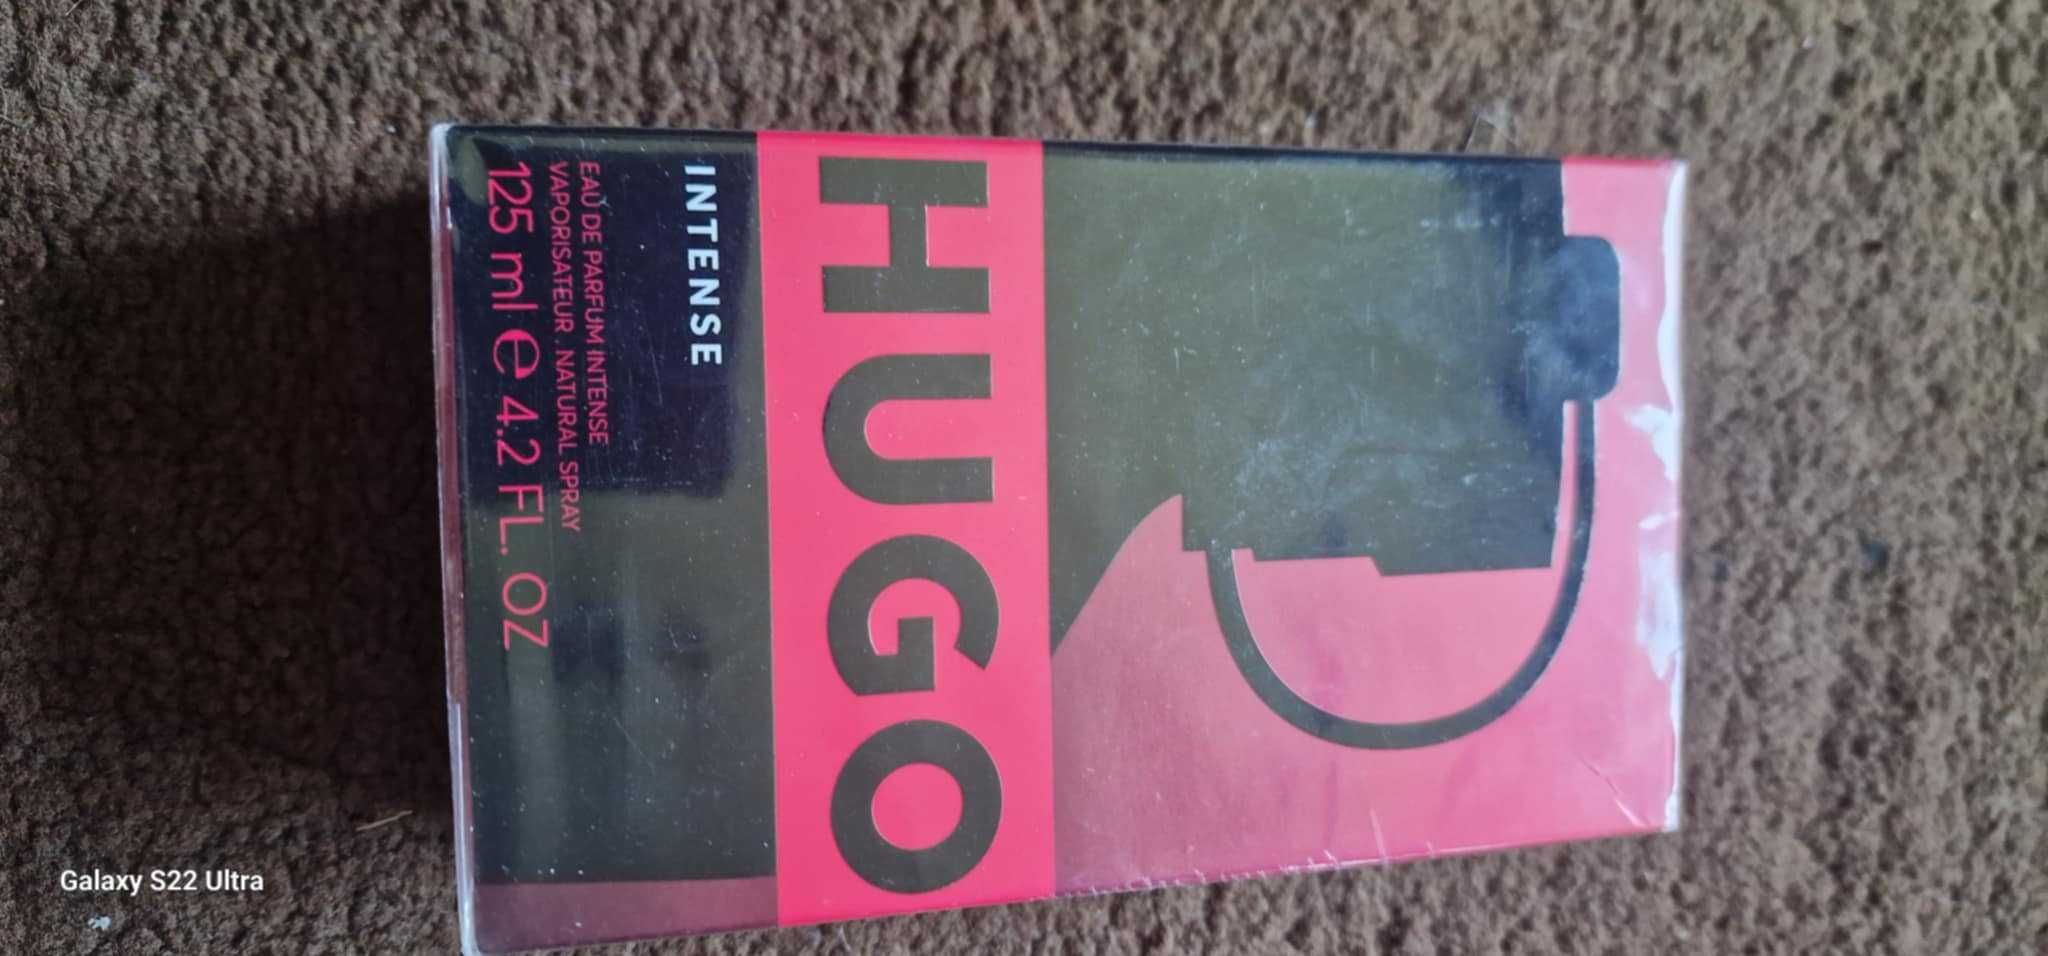 HUGO
INTENSE
EAU DE PARFUM INTENSE
VAPORISATEUR . NATURAL SPRAY
125 ml ℮ 4.2 FL. OZ
Galaxy S22 Ultra